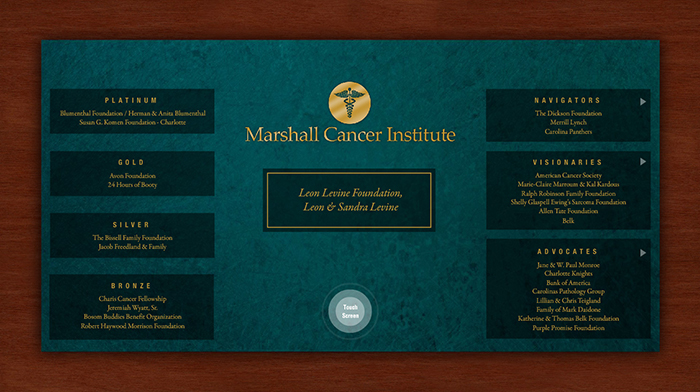 PLATINUM
Blumenthal Foundation / Herman & Anita Blumenthal
Susan G. Komen Foundation - Charlotte
GOLD
Avon Foundation
24 Hours of Booty
SILVER
The Bissell Family Foundation
Jacob Freedland & Family
BRONZE
Charis Cancer Fellowship
Jeremiah Wyatt, Sr.
Bosom Buddies Benefit Organization
Robert Haywood Morrison Foundation
Marshall Cancer Institute
Leon Levine Foundation,
Leon & Sandra Levine
Touch
Screen
NAVIGATORS
The Dickson Foundation
Merrill Lynch
Carolina Panthers
VISIONARIES
American Cancer Society
Marie-Claire Marroum & Kal Kardous
Ralph Robinson Family Foundation
Shelly Glaspell Ewing's Sarcoma Foundation
Allen Tate Foundation
Belk
ADVOCATES
Jane & W. Paul Monroe
Charlotte Knights
Bank of America
Carolinas Pathology Group
Lillian & Chris Teigland
Family of Mark Daidone
Katherine & Thomas Belk Foundation
Purple Promise Foundation